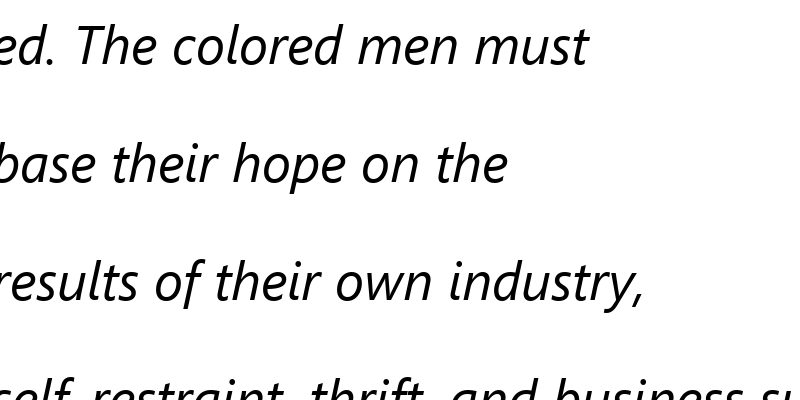 ed. The colored men must
base their hope on the
results of their own industry,
self-restraint, thrift, and business